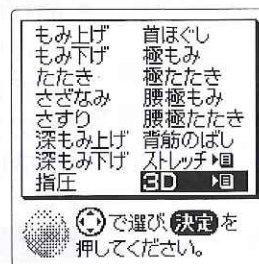 もみ上げ 首ほぐし
もみ下げ 極もみ
たたき 極たたき
さざなみ 腰極もみ
さすり 腰極たたき
深もみ上げ 背筋のばし
深もみ下げ ストレッチ
指圧 3D
で選び 決定 を
押してください。